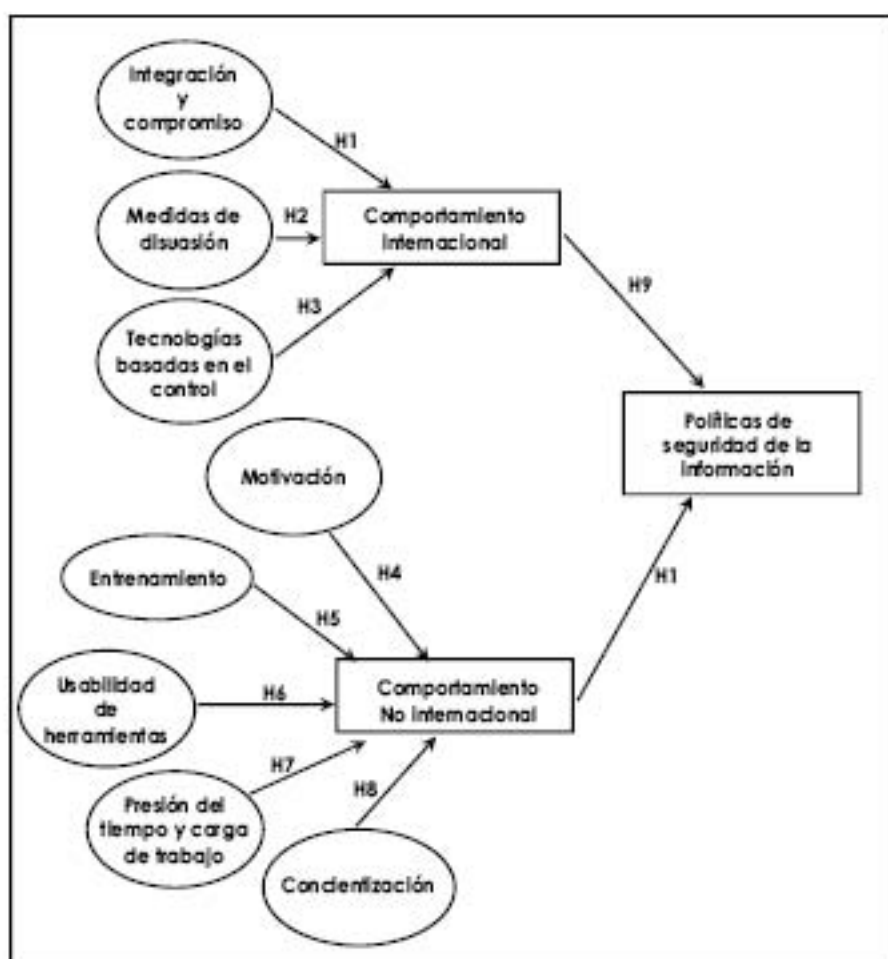 Integración
y
compromiso
H1
Medidas de
disuasión
H2
Comportamiento
internacional
H3
Tecnologías
basadas en el
control
H9
Políticas de
seguridad de la
información
Motivación
H4
Entrenamiento
H5
H1
Usabilidad
de
herramientas
H6
Comportamiento
No internacional
H7
Presión del
tiempo y carga
de trabajo
H8
Concientización